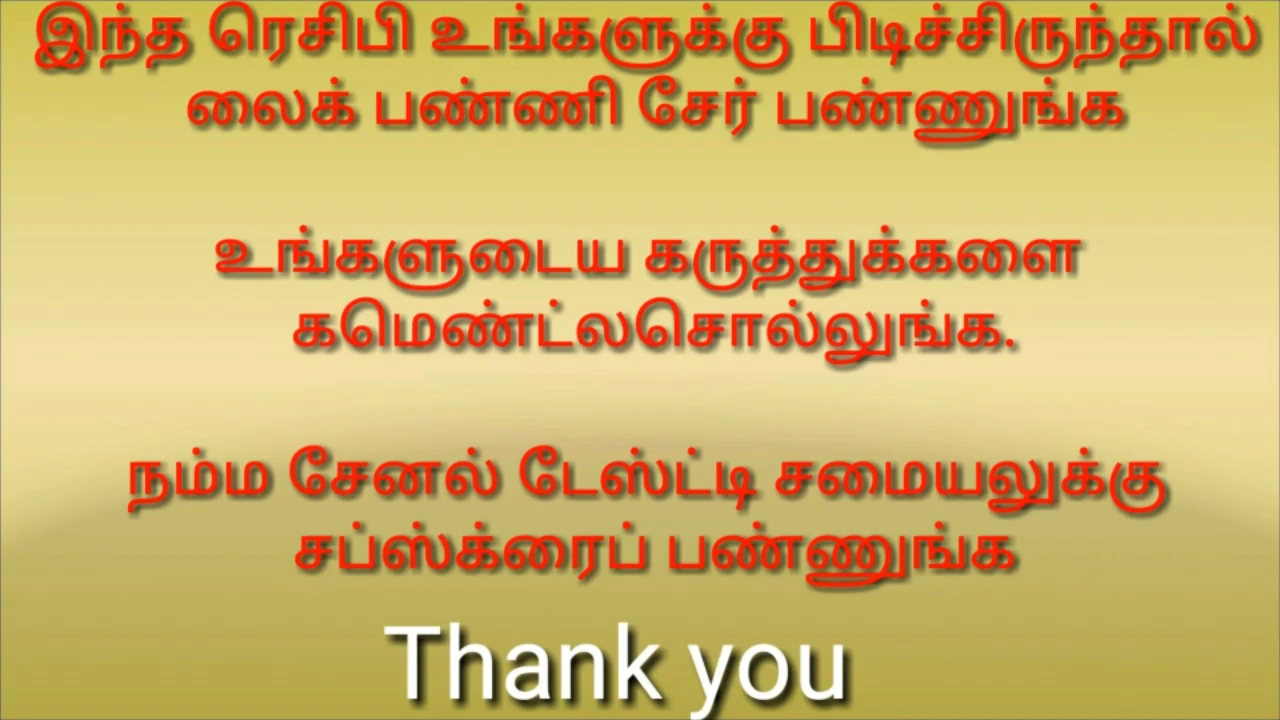 இந்த ரெசிபி உங்களுக்கு பிடிச்சிருந்தால்
லைக் பண்ணி சேர் பண்ணுங்க
உங்களுடைய கருத்துக்களை
கமெண்ட்லசொல்லுங்க.
நம்ம சேனல் டேஸ்ட்டி சமையலுக்கு
சப்ஸ்க்ரைப் பண்ணுங்க
Thank you